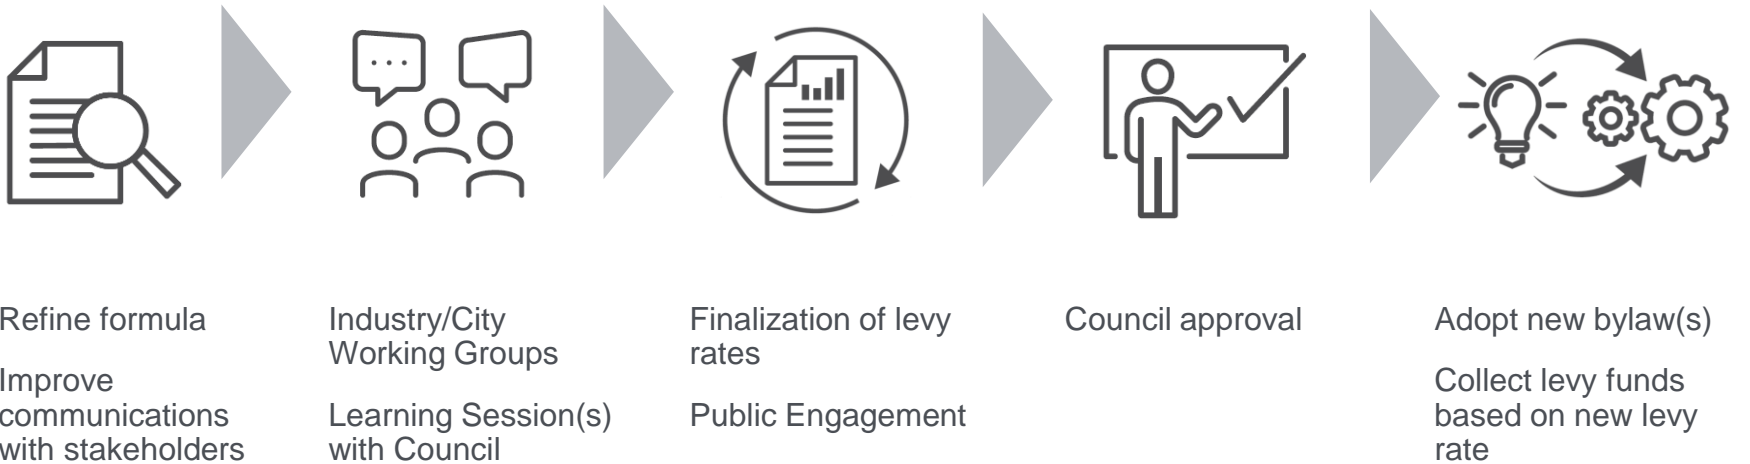 Refine formula
Improve
communications
with stakeholders
Industry/City
Working Groups
Learning Session(s)
with Council
Finalization of levy
rates
Public Engagement
Council approval
Adopt new bylaw(s)
Collect levy funds
based on new levy
rate